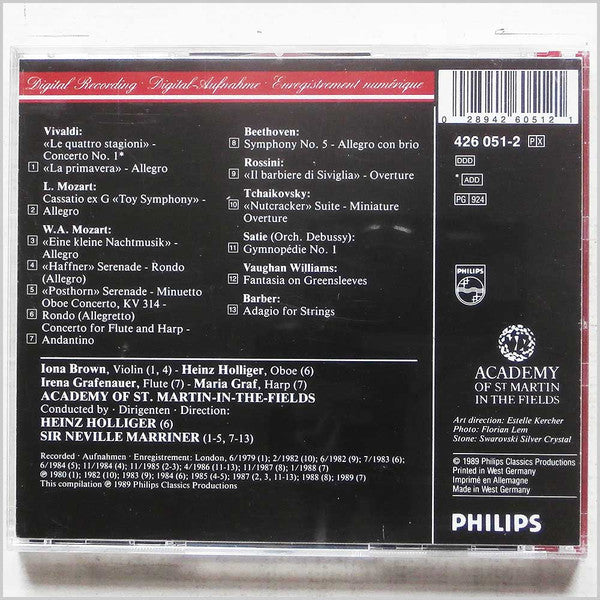 Digital Recording · Digital-Aufnahme · Enregistrement numérique
Vivaldi:
«Le quattro stagioni» -
Concerto No. 1*
1 «La primavera» - Allegro
L. Mozart:
Cassatio ex G «Toy Symphony» -
2 Allegro
W.A. Mozart:
3 «Eine kleine Nachtmusik» -
Allegro
4 «Haffner» Serenade - Rondo
(Allegro)
5 «Posthorn» Serenade - Minuetto
Oboe Concerto, KV 314 -
6 Rondo (Allegretto)
Concerto for Flute and Harp -
7 Andantino
Beethoven:
8 Symphony No. 5 - Allegro con brio
Rossini:
9 «Il barbiere di Siviglia» - Overture
Tchaikovsky:
10 «Nutcracker» Suite - Miniature
Overture
Satie (Orch. Debussy):
11 Gymnopédie No. 1
Vaughan Williams:
12 Fantasia on Greensleeves
Barber:
13 Adagio for Strings
Iona Brown, Violin (1, 4) - Heinz Holliger, Oboe (6)
Irena Grafenauer, Flute (7) - Maria Graf, Harp (7)
ACADEMY OF ST. MARTIN-IN-THE-FIELDS
Conducted by · Dirigenten · Direction:
HEINZ HOLLIGER (6)
SIR NEVILLE MARRINER (1-5, 7-13)
Recorded · Aufnahmen · Enregistrement: London, 6/1979 (1); 2/1982 (10); 6/1982 (9); 7/1983 (6);
6/1984 (5); 11/1984 (4); 11/1985 (2-3); 4/1986 (11-13); 11/1987 (8); 1/1988 (7)
℗ 1980 (1); 1982 (10); 1983 (9); 1984 (6); 1985 (4-5); 1987 (2, 3, 11-13); 1988 (8); 1989 (7)
This compilation ℗ 1989 Philips Classics Productions
0 28942 60512 1
426 051-2 PX
DDD
* ADD
PG 924
PHILIPS
ACADEMY
OF ST MARTIN
IN THE FIELDS
Art direction: Estelle Kercher
Photo: Florian Lem
Stone: Swarovski Silver Crystal
© 1989 Philips Classics Productions
Printed in West Germany
Imprimé en Allemagne
Made in West Germany
PHILIPS